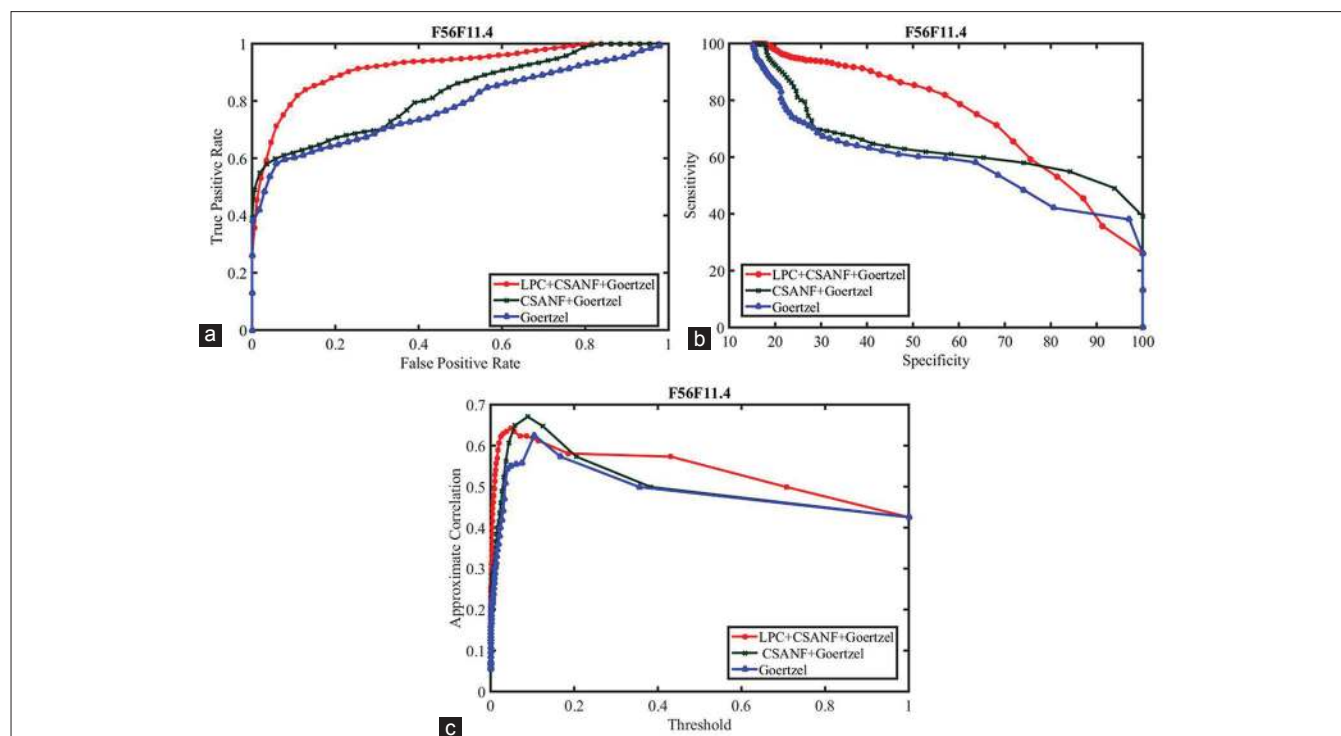 F56F11.4
1
0.8
0.6
0.4
0.2
0
True Pasitive Rate
LPC+CSANF+Goertzel
CSANF+Goertzel
Goertzel
0 0.2 0.4 0.6 0.8 1
False Positive Rate
a
F56F11.4
100
80
60
40
20
0
Sensitivity
LPC+CSANF+Goertzel
CSANF+Goertzel
Goertzel
10 20 30 40 50 60 70 80 90 100
Specificity
b
F56F11.4
0.7
0.6
0.5
0.4
0.3
0.2
0.1
0
Approximate Correlation
LPC+CSANF+Goertzel
CSANF+Goertzel
Goertzel
0 0.2 0.4 0.6 0.8 1
Threshold
c